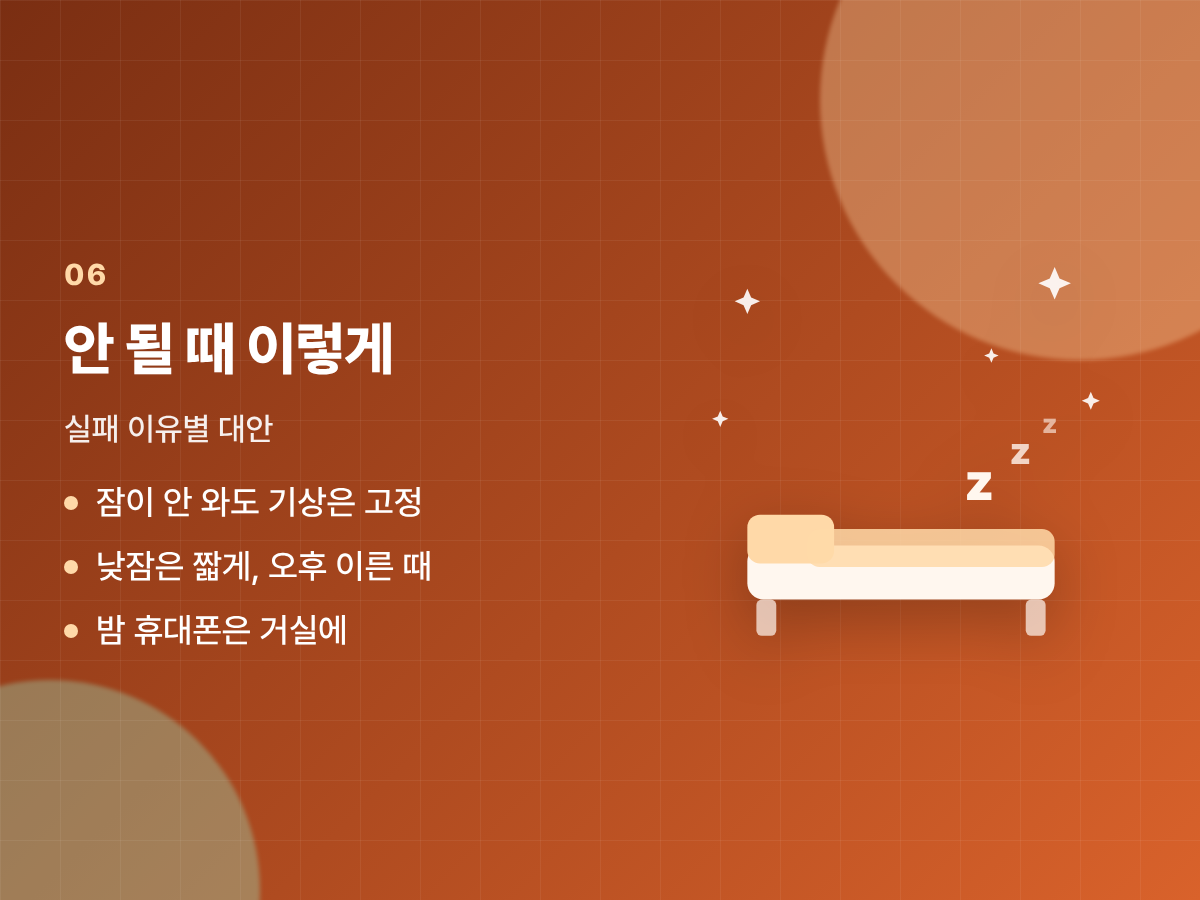 06
안 될 때 이렇게
실패 이유별 대안
잠이 안 와도 기상은 고정
낮잠은 짧게, 오후 이른 때
밤 휴대폰은 거실에
z
z
z